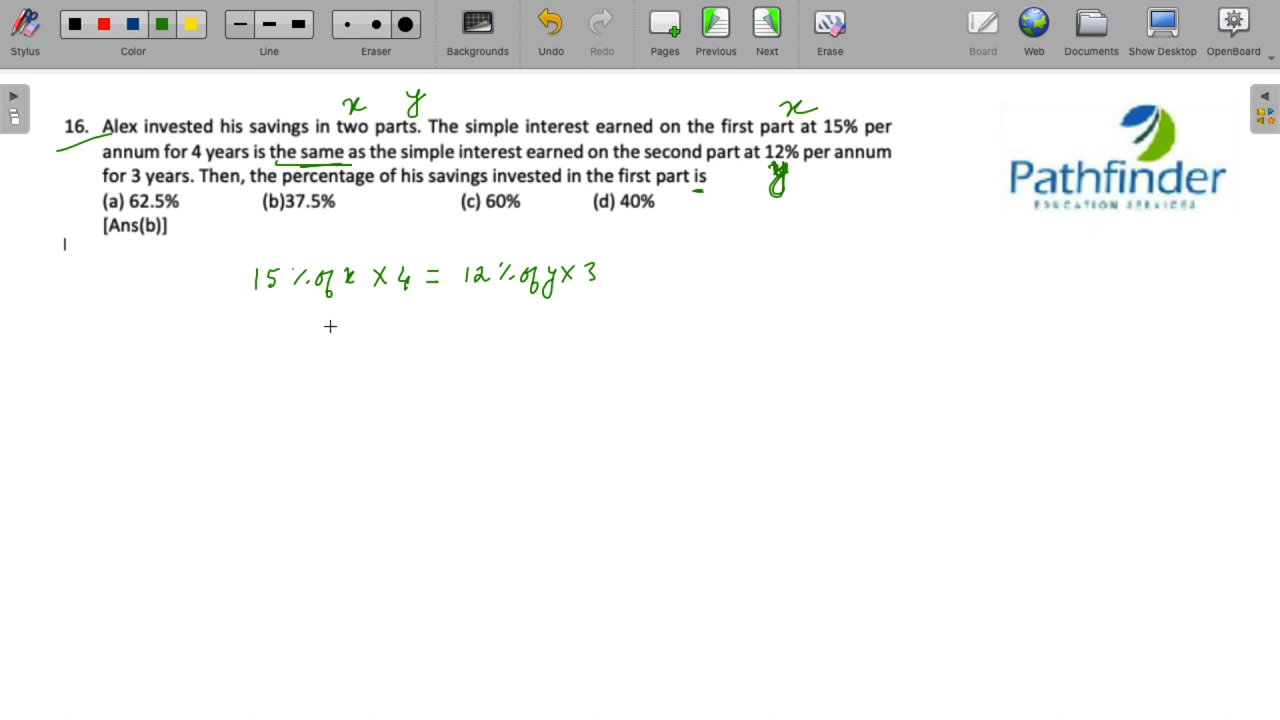 Stylus Color Line Eraser Backgrounds Undo Redo Pages Previous Next Erase Board Web Documents Show Desktop OpenBoard
x y x
16. Alex invested his savings in two parts. The simple interest earned on the first part at 15% per
annum for 4 years is the same as the simple interest earned on the second part at 12% per annum
for 3 years. Then, the percentage of his savings invested in the first part is
y
(a) 62.5% (b)37.5% (c) 60% (d) 40%
[Ans(b)]
Pathfinder
EDUCATION SERVICES
15 % of x × 4 = 12 % of y × 3